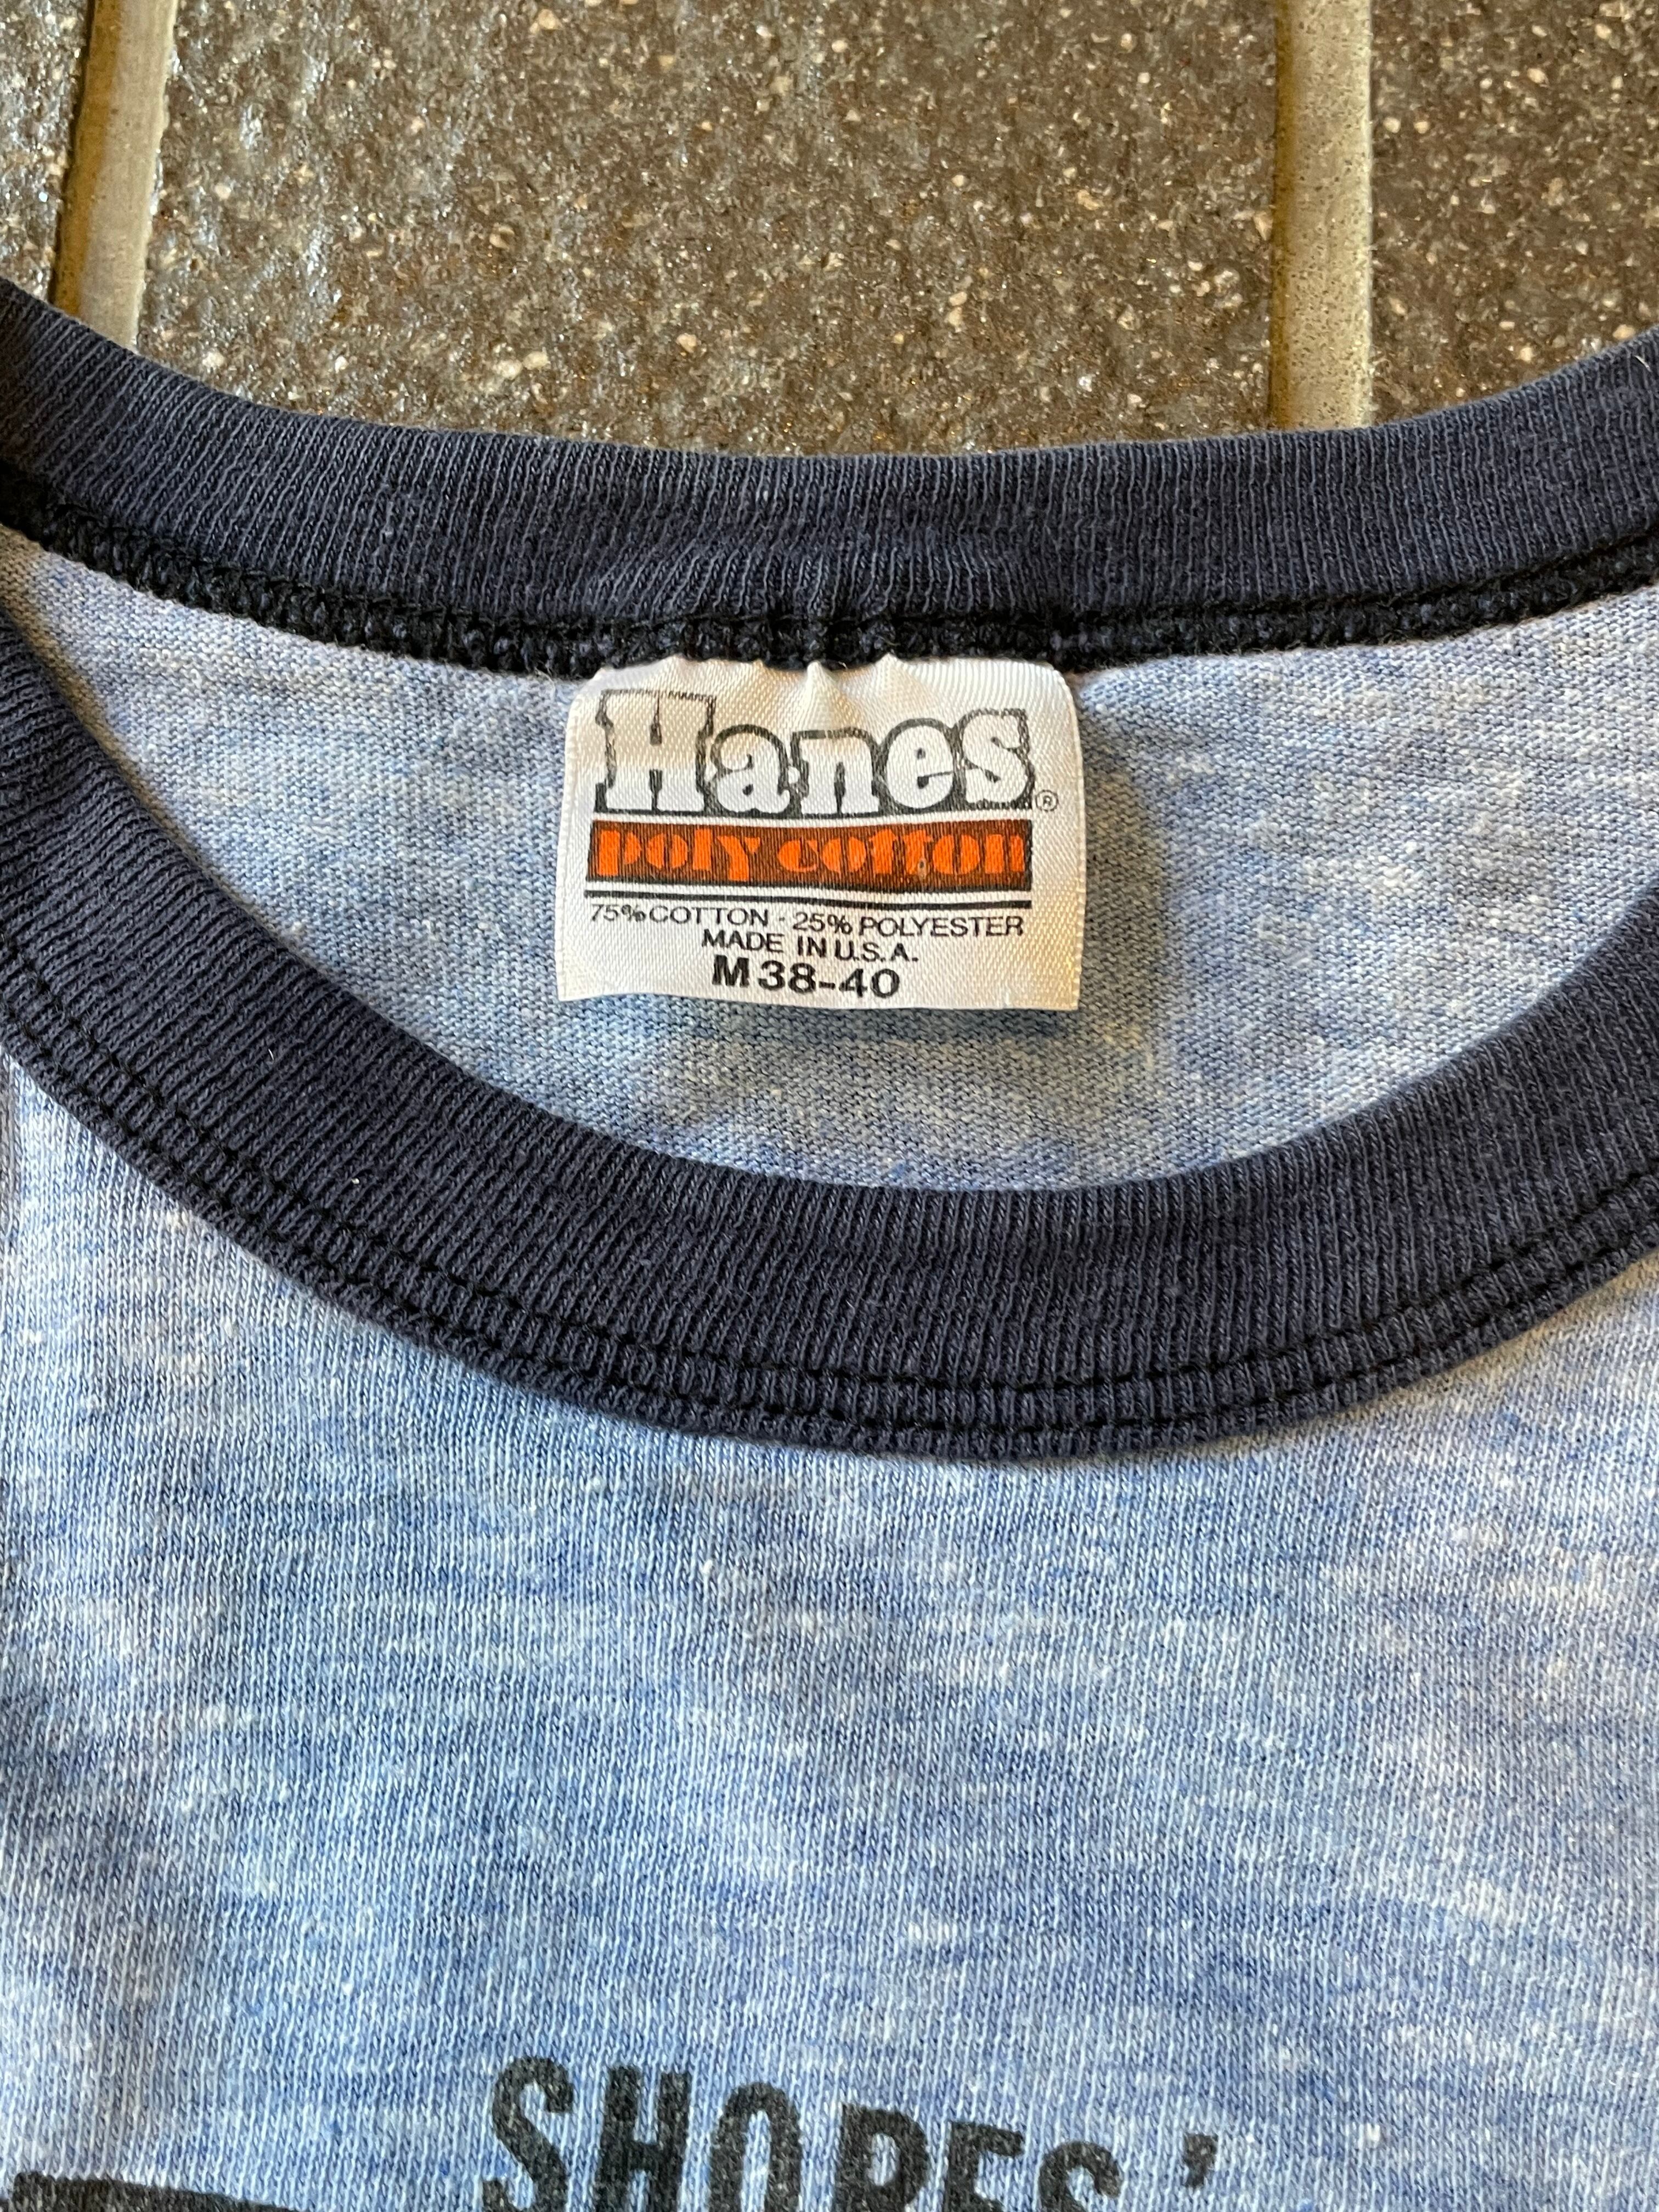 Hanes®
poly cotton
75% COTTON - 25% POLYESTER
MADE IN U.S.A.
M 38-40
SHORES'